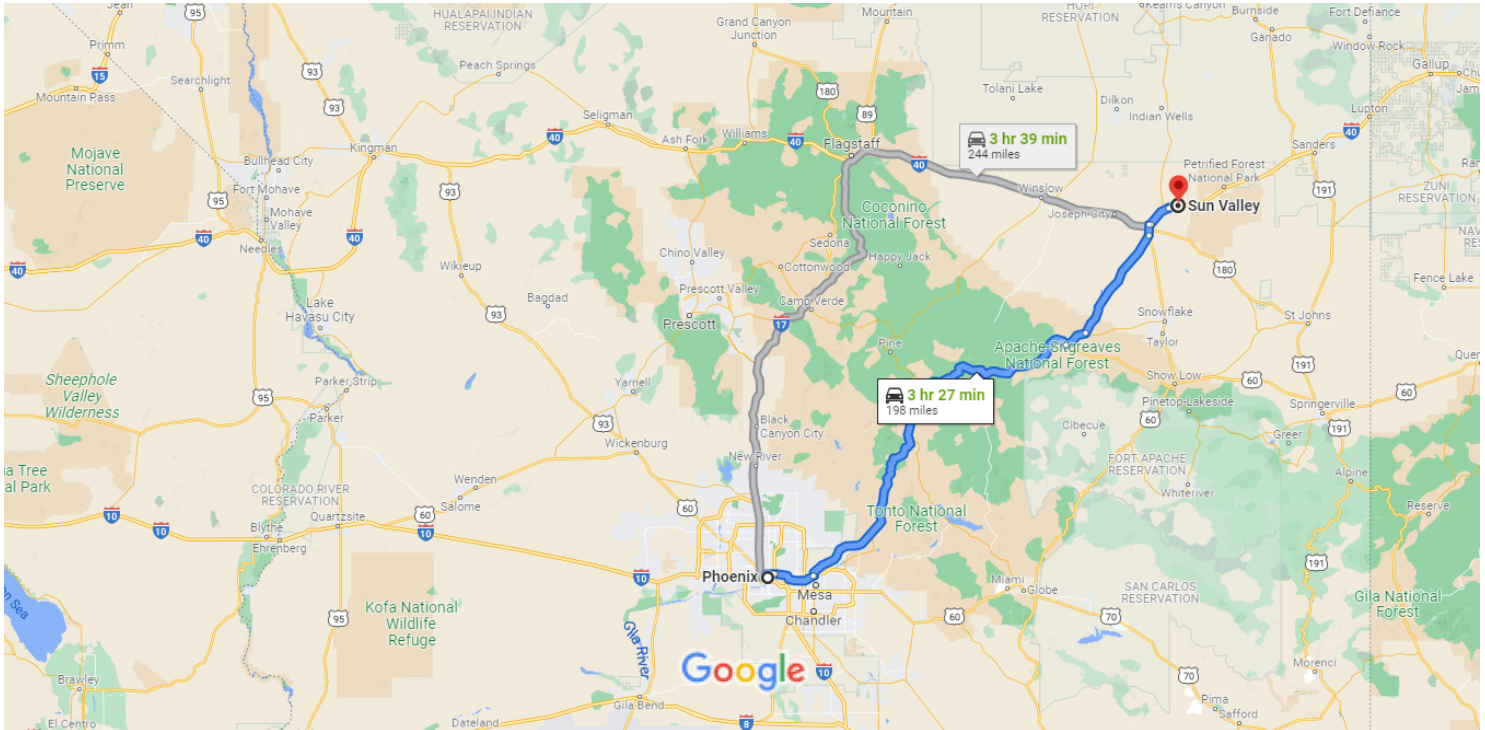 Jean
95
HUALAPAI INDIAN
RESERVATION
Grand Canyon
Junction
Mountain
RESERVATION
Burnside
Fort Defiance
Primm
15
Searchlight
93
93
Peach Springs
Ganado
Window Rock
Gallup
Mountain Pass
93
Seligman
180
89
Tolani Lake
Dilkon
Indian Wells
Lupton
40
Kingman
40
Ash Fork
Williams
40
Flagstaff
40
3 hr 39 min
244 miles
Sanders
Mojave
National
Preserve
Bullhead City
Fort Mohave
95
Mohave
Valley
93
Petrified Forest
National Park
191
ZUNI
RESERVATION
Winslow
Joseph City
Sun Valley
Coconino
National Forest
Needles
40
40
40
Sedona
Cottonwood
Happy Jack
Chino Valley
Wikieup
180
Fence Lake
Prescott Valley
Camp Verde
Bagdad
Lake
Havasu City
93
Prescott
17
Snowflake
Taylor
St Johns
Pine
Apache-Sitgreaves
National Forest
Sheephole
Valley
Wilderness
Parker Strip
95
Parker
Yarnell
3 hr 27 min
198 miles
Show Low
60
Pinetop-Lakeside
Springerville
60
60
93
Black
Canyon City
Cibecue
Greer
191
Wickenburg
New River
FORT APACHE
RESERVATION
Alpine
Wenden
Salome
COLORADO RIVER
RESERVATION
Quartzsite
60
60
Whiteriver
Reserve
10
10
10
Blythe
Ehrenberg
Tonto National
Forest
191
10
Phoenix
Mesa
Chandler
Miami
Globe
SAN CARLOS
RESERVATION
Gila National
Forest
95
Kofa National
Wildlife
Refuge
60
70
Gila River
Google
10
Morenci
70
Brawley
Gila Bend
Pima
Safford
El Centro
Dateland
8